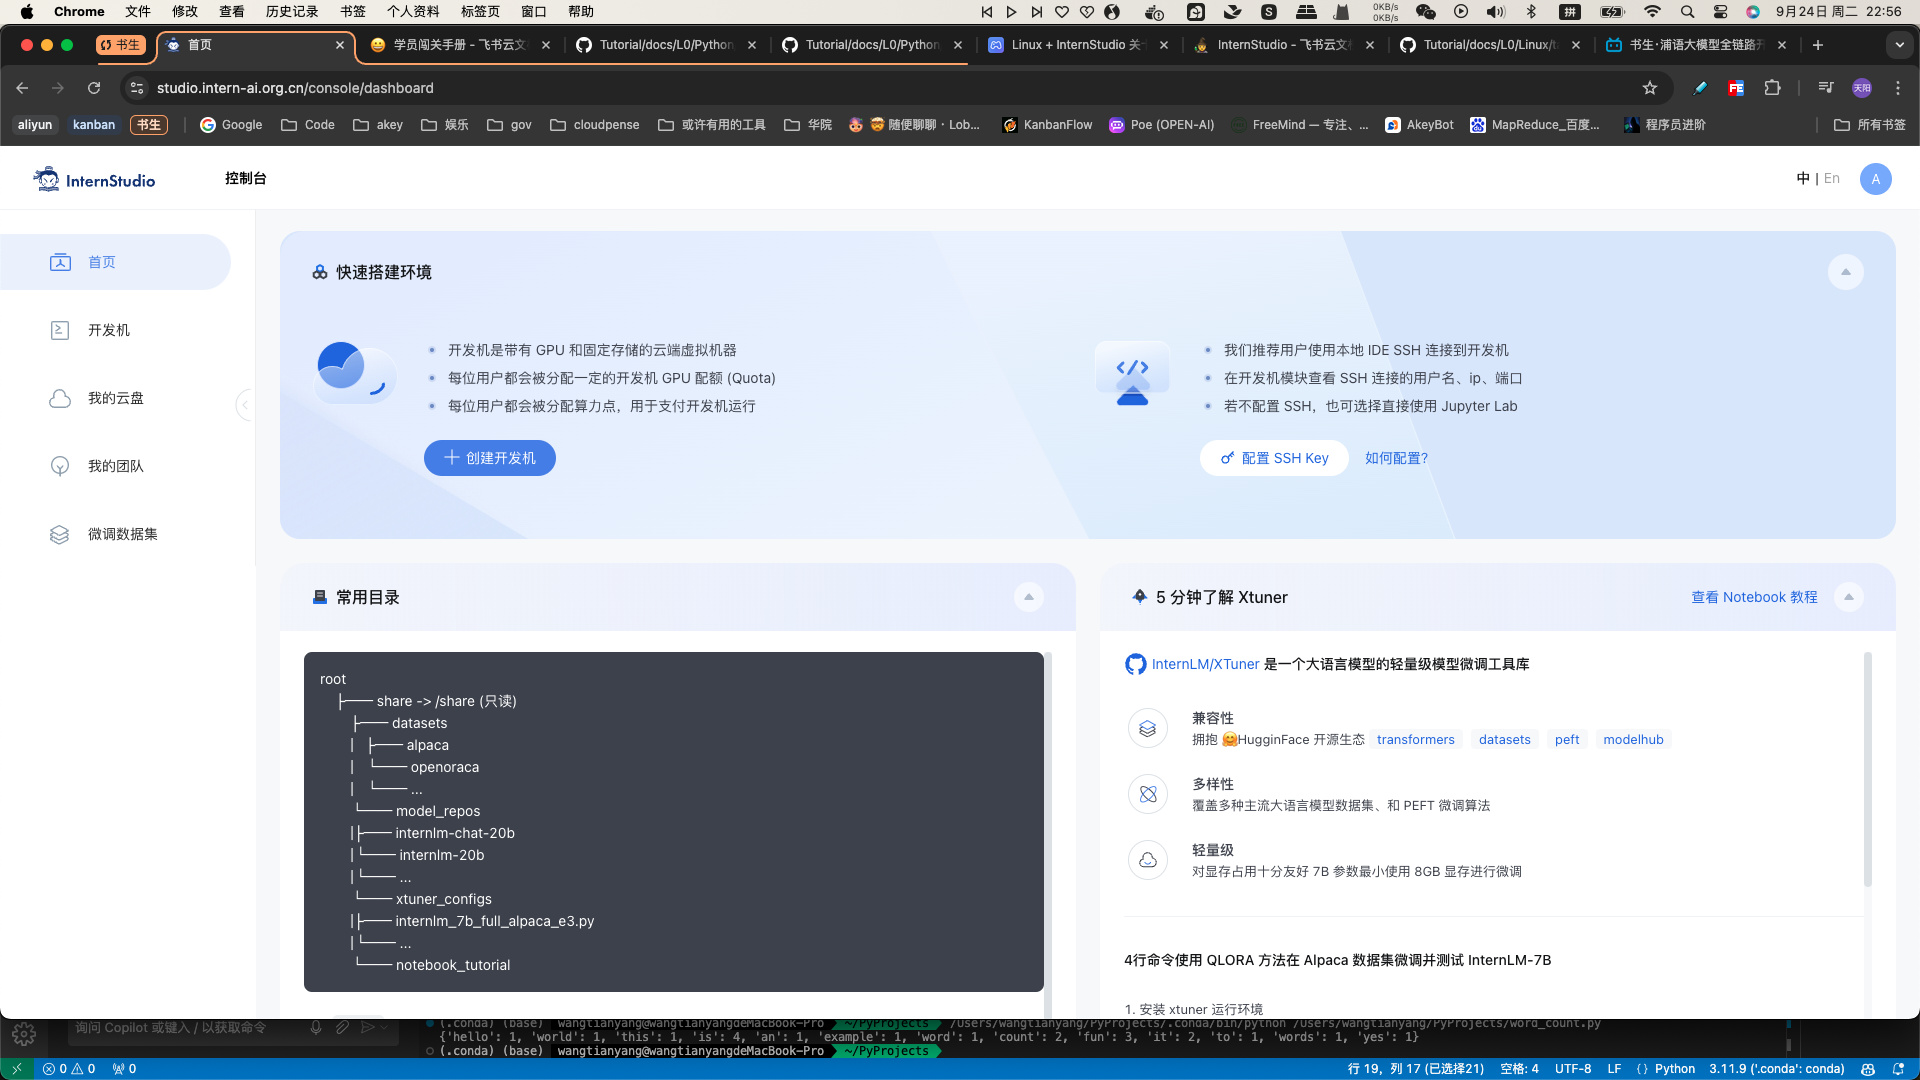 Chrome 文件 修改 查看 历史记录 书签 个人资料 标签页 窗口 帮助 0KB/s 0KB/s 拼 9月24日 周二 22:56
书生 首页 学员闯关手册 - 飞书云文 Tutorial/docs/L0/Python Tutorial/docs/L0/Python Linux + InternStudio 关 InternStudio - 飞书云文 Tutorial/docs/L0/Linux/ 书生·浦语大模型全链路开
studio.intern-ai.org.cn/console/dashboard 天阳
aliyun kanban 书生 Google Code akey 娱乐 gov cloudpense 或许有用的工具 华院 随便聊聊 · Lob... KanbanFlow Poe (OPEN-AI) FreeMind — 专注、... AkeyBot MapReduce_百度... 程序员进阶 所有书签
InternStudio 控制台 中 | En A
首页
开发机
我的云盘
我的团队
微调数据集
快速搭建环境
开发机是带有 GPU 和固定存储的云端虚拟机器
每位用户都会被分配一定的开发机 GPU 配额 (Quota)
每位用户都会被分配算力点，用于支付开发机运行
创建开发机
我们推荐用户使用本地 IDE SSH 连接到开发机
在开发机模块查看 SSH 连接的用户名、ip、端口
若不配置 SSH，也可选择直接使用 Jupyter Lab
配置 SSH Key 如何配置?
常用目录
root
├── share -> /share (只读)
├── datasets
| ├── alpaca
| └── openoraca
| └── ...
└── model_repos
|├── internlm-chat-20b
|└── internlm-20b
|└── ...
└── xtuner_configs
|├── internlm_7b_full_alpaca_e3.py
|└── ...
└── notebook_tutorial
5 分钟了解 Xtuner 查看 Notebook 教程
InternLM/XTuner 是一个大语言模型的轻量级模型微调工具库
兼容性
拥抱 🤗HugginFace 开源生态 transformers datasets peft modelhub
多样性
覆盖多种主流大语言模型数据集、和 PEFT 微调算法
轻量级
对显存占用十分友好 7B 参数最小使用 8GB 显存进行微调
4行命令使用 QLORA 方法在 Alpaca 数据集微调并测试 InternLM-7B
1. 安装 xtuner 运行环境
询问 Copilot 或键入 / 以获取命令
(.conda) (base) wangtianyang@wangtianyangdeMacBook-Pro ~/PyProjects /Users/wangtianyang/PyProjects/.conda/bin/python /Users/wangtianyang/PyProjects/word_count.py
{'hello': 1, 'world': 1, 'this': 1, 'is': 4, 'an': 1, 'example': 1, 'word': 1, 'count': 2, 'fun': 3, 'it': 2, 'to': 1, 'words': 1, 'yes': 1}
(.conda) (base) wangtianyang@wangtianyangdeMacBook-Pro ~/PyProjects
0 0 0 行 19，列 17 (已选择21) 空格: 4 UTF-8 LF {} Python 3.11.9 ('.conda': conda)